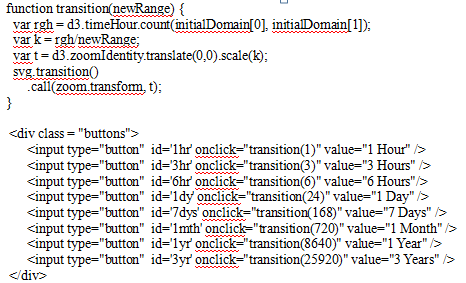 function transition(newRange) {
var rgh = d3.timeHour.count(initialDomain[0], initialDomain[1]);
var k = rgh/newRange;
var t = d3.zoomIdentity.translate(0,0).scale(k);
svg.transition()
.call(zoom.transform, t);
}
<div class = "buttons">
<input type="button" id='1hr' onclick="transition(1)" value="1 Hour" />
<input type="button" id='3hr' onclick="transition(3)" value="3 Hours"/>
<input type="button" id='6hr' onclick="transition(6)" value="6 Hours"/>
<input type="button" id='1dy' onclick="transition(24)" value="1 Day"/>
<input type="button" id='7dys' onclick="transition(168)" value="7 Days" />
<input type="button" id='1mth' onclick="transition(720)" value="1 Month" />
<input type="button" id='1yr' onclick="transition(8640)" value="1 Year" />
<input type="button" id='3yr' onclick="transition(25920)" value="3 Years" />
</div>